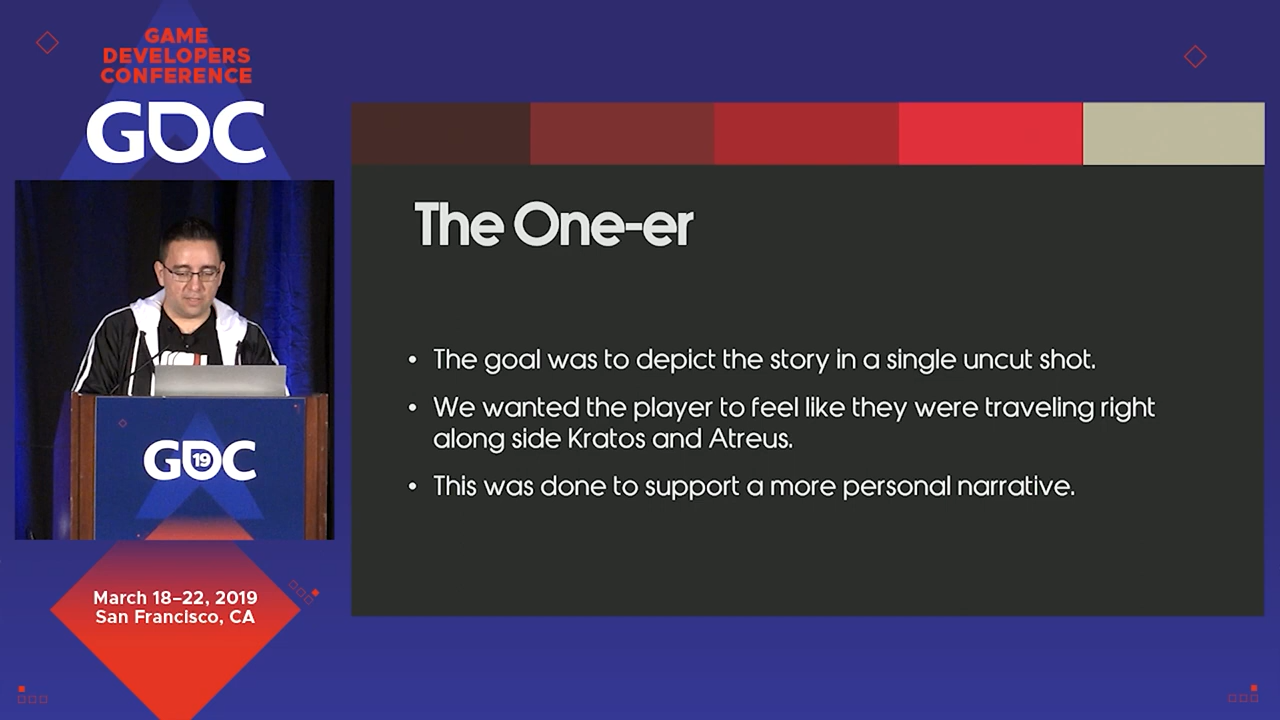 GAME
DEVELOPERS
CONFERENCE
GDC
GDC
19
March 18–22, 2019
San Francisco, CA
The One-er
• The goal was to depict the story in a single uncut shot.
• We wanted the player to feel like they were traveling right
along side Kratos and Atreus.
• This was done to support a more personal narrative.